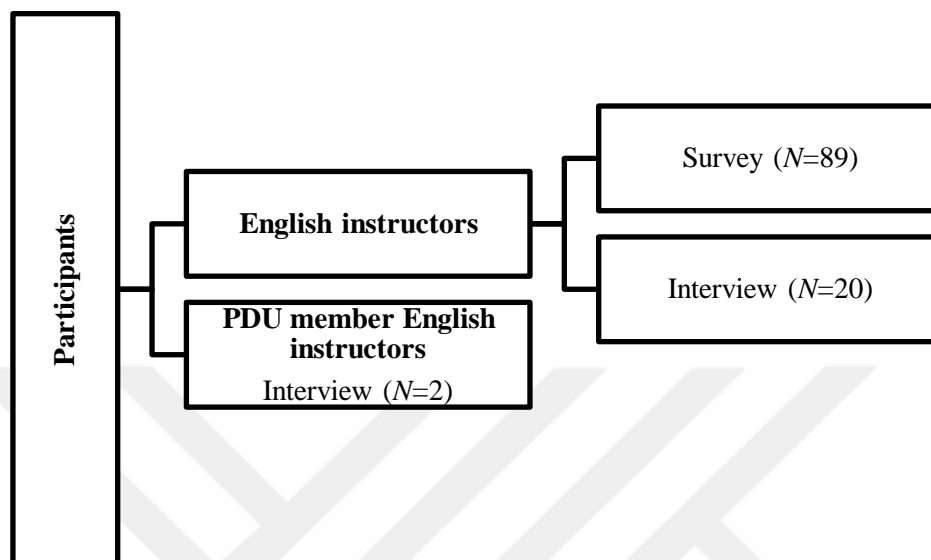 Participants
English instructors
PDU member English
instructors
Interview (N=2)
Survey (N=89)
Interview (N=20)